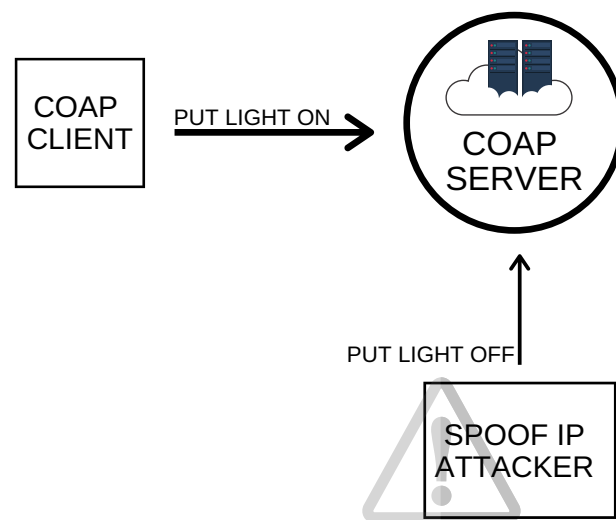 COAP
CLIENT
PUT LIGHT ON
COAP
SERVER
PUT LIGHT OFF
SPOOF IP
ATTACKER